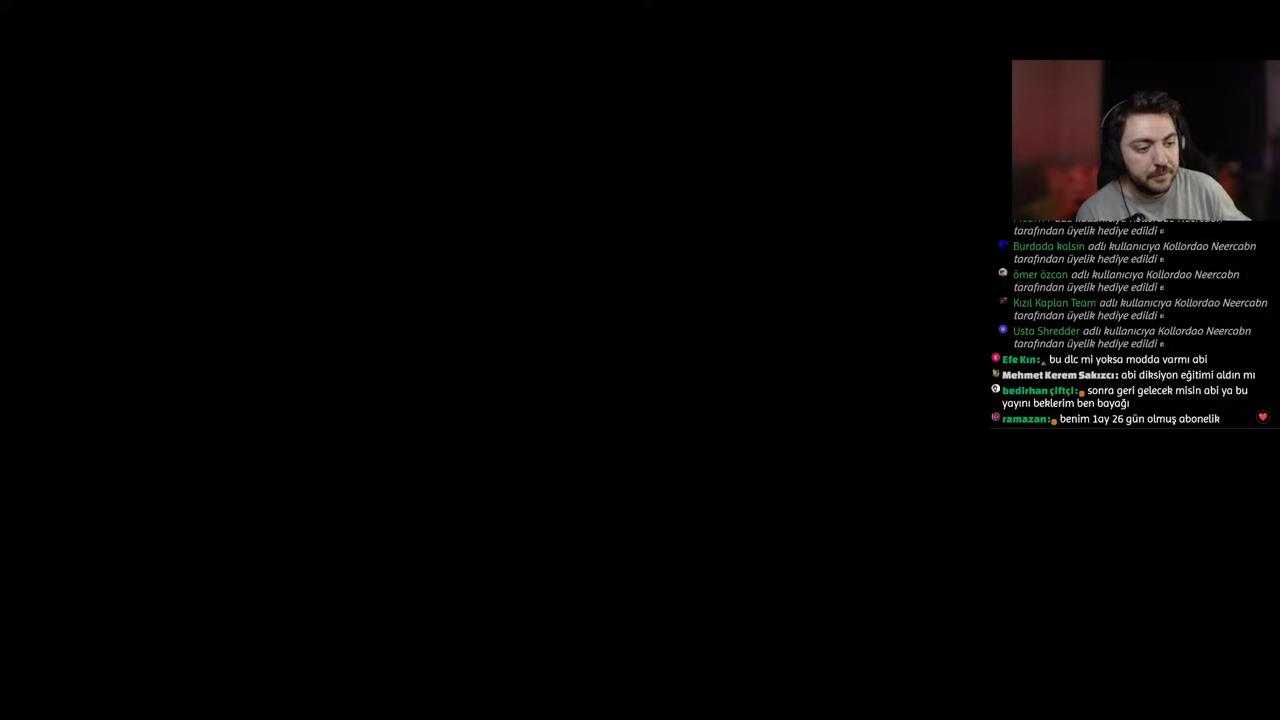 tarafından üyelik hediye edildi
Burdada kalsın adlı kullanıcıya Kollordao Neercabn
tarafından üyelik hediye edildi
ömer özcan adlı kullanıcıya Kollordao Neercabn
tarafından üyelik hediye edildi
Kızıl Kaplan Team adlı kullanıcıya Kollordao Neercabn
tarafından üyelik hediye edildi
Usta Shredder adlı kullanıcıya Kollordao Neercabn
tarafından üyelik hediye edildi
Efe Kın: bu dlc mi yoksa modda varmı abi
Mehmet Kerem Sakızcı: abi diksiyon eğitimi aldın mı
bedirhan çiftçi: sonra geri gelecek misin abi ya bu
yayını beklerim ben bayağı
ramazan: benim 1ay 26 gün olmuş abonelik